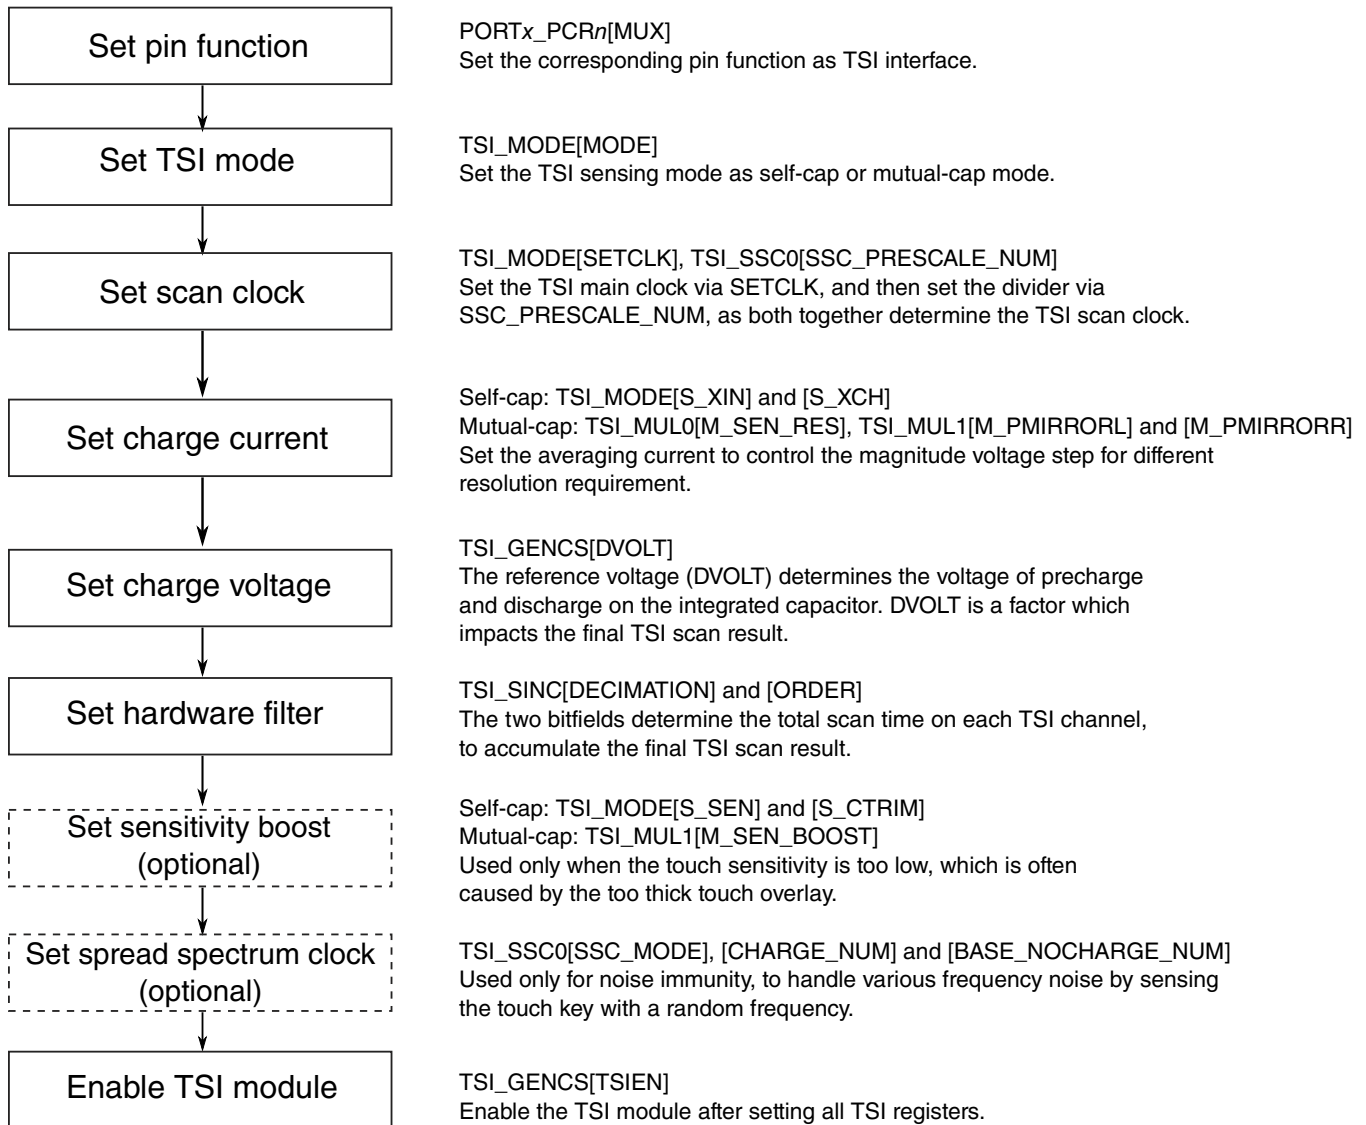 Set pin function
PORTx_PCRn[MUX]
Set the corresponding pin function as TSI interface.
Set TSI mode
TSI_MODE[MODE]
Set the TSI sensing mode as self-cap or mutual-cap mode.
Set scan clock
TSI_MODE[SETCLK], TSI_SSC0[SSC_PRESCALE_NUM]
Set the TSI main clock via SETCLK, and then set the divider via
SSC_PRESCALE_NUM, as both together determine the TSI scan clock.
Set charge current
Self-cap: TSI_MODE[S_XIN] and [S_XCH]
Mutual-cap: TSI_MUL0[M_SEN_RES], TSI_MUL1[M_PMIRRORL] and [M_PMIRRORR]
Set the averaging current to control the magnitude voltage step for different
resolution requirement.
Set charge voltage
TSI_GENCS[DVOLT]
The reference voltage (DVOLT) determines the voltage of precharge
and discharge on the integrated capacitor. DVOLT is a factor which
impacts the final TSI scan result.
Set hardware filter
TSI_SINC[DECIMATION] and [ORDER]
The two bitfields determine the total scan time on each TSI channel,
to accumulate the final TSI scan result.
Set sensitivity boost
(optional)
Self-cap: TSI_MODE[S_SEN] and [S_CTRIM]
Mutual-cap: TSI_MUL1[M_SEN_BOOST]
Used only when the touch sensitivity is too low, which is often
caused by the too thick touch overlay.
Set spread spectrum clock
(optional)
TSI_SSC0[SSC_MODE], [CHARGE_NUM] and [BASE_NOCHARGE_NUM]
Used only for noise immunity, to handle various frequency noise by sensing
the touch key with a random frequency.
Enable TSI module
TSI_GENCS[TSIEN]
Enable the TSI module after setting all TSI registers.